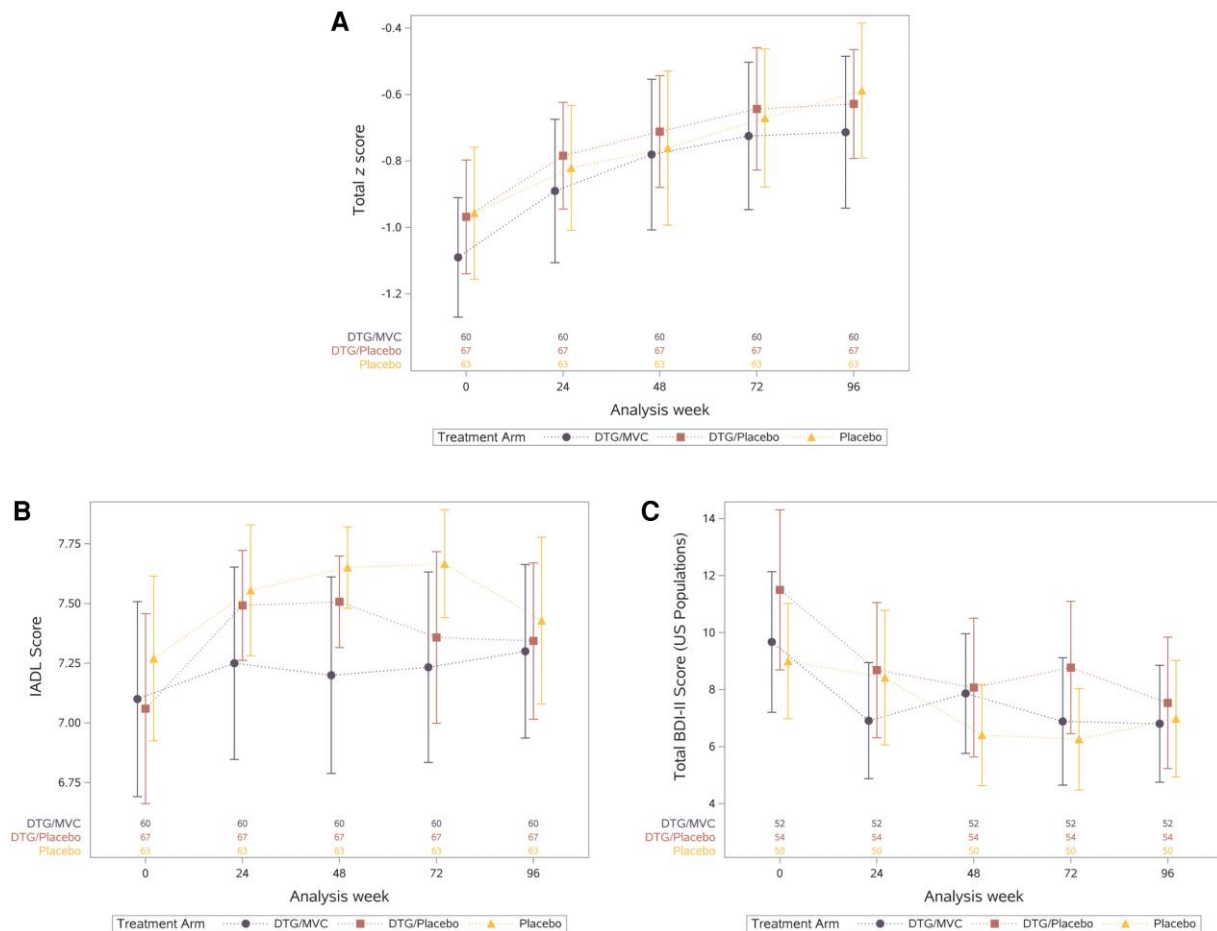 A
Total z score
-0.4
-0.6
-0.8
-1.0
-1.2
DTG/MVC 60 60 60 60 60
DTG/Placebo 67 67 67 67 67
Placebo 63 63 63 63 63
0 24 48 72 96
Analysis week
Treatment Arm DTG/MVC DTG/Placebo Placebo
B
IADL Score
7.75
7.50
7.25
7.00
6.75
DTG/MVC 60 60 60 60 60
DTG/Placebo 67 67 67 67 67
Placebo 63 63 63 63 63
0 24 48 72 96
Analysis week
Treatment Arm DTG/MVC DTG/Placebo Placebo
C
Total BDI-II Score (US Populations)
14
12
10
8
6
4
DTG/MVC 52 52 52 52 52
DTG/Placebo 54 54 54 54 54
Placebo 50 50 50 50 50
0 24 48 72 96
Analysis week
Treatment Arm DTG/MVC DTG/Placebo Placebo